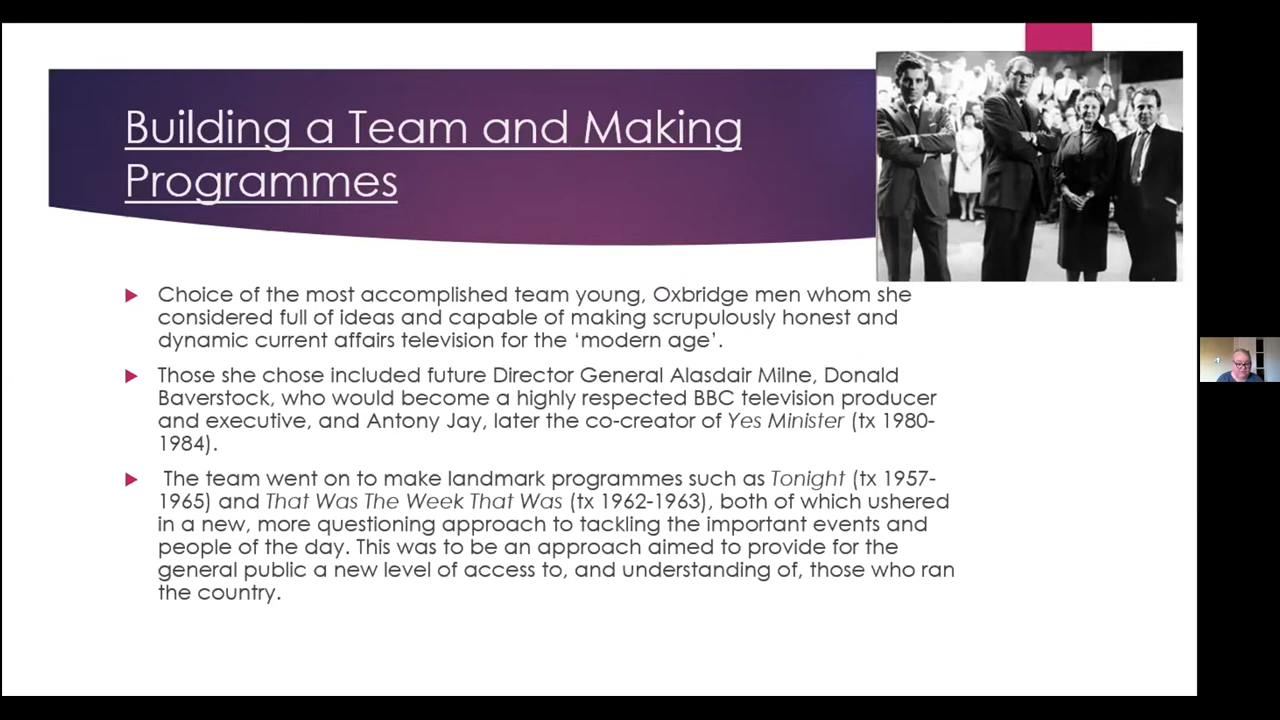 Building a Team and Making
Programmes
Choice of the most accomplished team young, Oxbridge men whom she
considered full of ideas and capable of making scrupulously honest and
dynamic current affairs television for the ‘modern age’.
Those she chose included future Director General Alasdair Milne, Donald
Baverstock, who would become a highly respected BBC television producer
and executive, and Antony Jay, later the co-creator of Yes Minister (tx 1980-
1984).
The team went on to make landmark programmes such as Tonight (tx 1957-
1965) and That Was The Week That Was (tx 1962-1963), both of which ushered
in a new, more questioning approach to tackling the important events and
people of the day. This was to be an approach aimed to provide for the
general public a new level of access to, and understanding of, those who ran
the country.